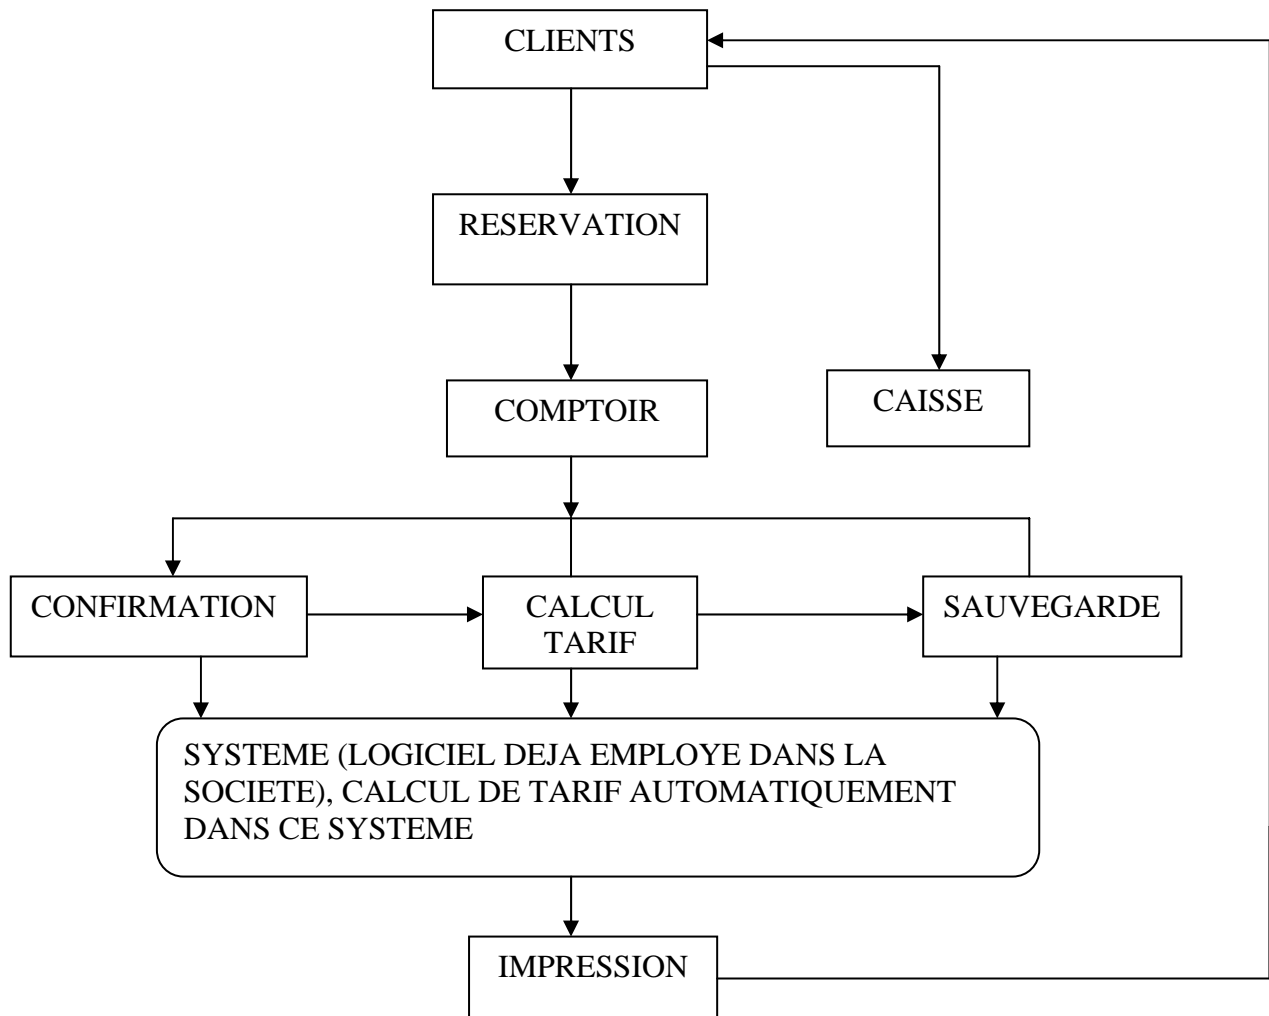 CLIENTS
RESERVATION
COMPTOIR
CAISSE
CONFIRMATION
CALCUL
TARIF
SAUVEGARDE
SYSTEME (LOGICIEL DEJA EMPLOYE DANS LA
SOCIETE), CALCUL DE TARIF AUTOMATIQUEMENT
DANS CE SYSTEME
IMPRESSION